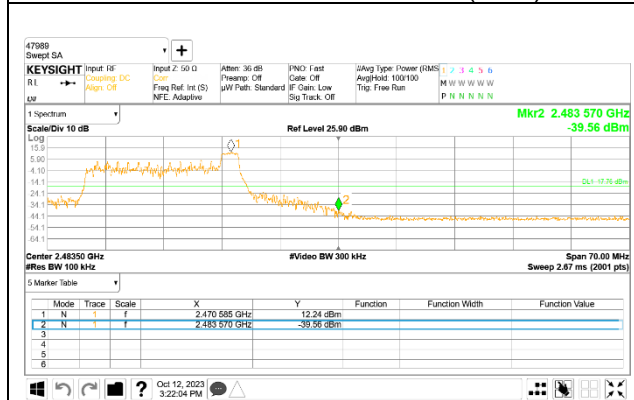 47989
Swept SA
KEYSIGHT Input: RF Input Z: 50 Ω Atten: 36 dB PNO: Fast #Avg Type: Power (RMS 1 2 3 4 5 6
RL Coupling: DC Corr Preamp: Off Gate: Off Avg|Hold: 100/100 M W W W W W
Align: Off Freq Ref: Int (S) µW Path: Standard IF Gain: Low Trig: Free Run
NFE: Adaptive Sig Track: Off P N N N N N
1 Spectrum Mkr2 2.483 570 GHz
Scale/Div 10 dB Ref Level 25.90 dBm -39.56 dBm
Log
15.9
5.90
-4.10
-14.1
-24.1
-34.1
-44.1
-54.1
-64.1
1
2
Center 2.48350 GHz #Video BW 300 kHz Span 70.00 MHz
#Res BW 100 kHz Sweep 2.67 ms (2001 pts)
5 Marker Table
Mode Trace Scale X Y Function Function Width Function Value
1 N 1 f 2.470 585 GHz 12.24 dBm
2 N 1 f 2.483 570 GHz -39.56 dBm
3
4
5
6
? Oct 12, 2023
3:22:04 PM